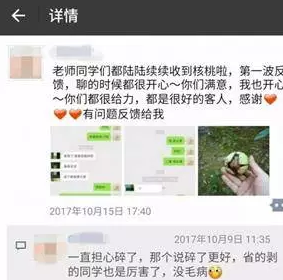 详情
老师同学们都陆陆续续收到核桃啦，第一波反
馈，聊的时候都很开心～你们满意，我也开心
～你们都很给力，都是很好的客人，感谢❤
❤❤有问题反馈给我
2017年10月15日 17:40
2017年10月9日 11:35
一直担心碎了，那个说碎了更好，省的剥
的同学也是厉害了，没毛病